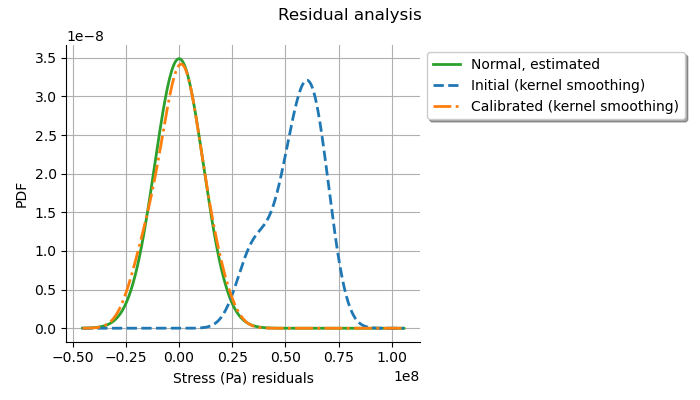 Residual analysis
1e−8
Normal, estimated
Initial (kernel smoothing)
Calibrated (kernel smoothing)
3.5
3.0
2.5
2.0
1.5
1.0
0.5
0.0
PDF
−0.50 −0.25 0.00 0.25 0.50 0.75 1.00
Stress (Pa) residuals
1e8